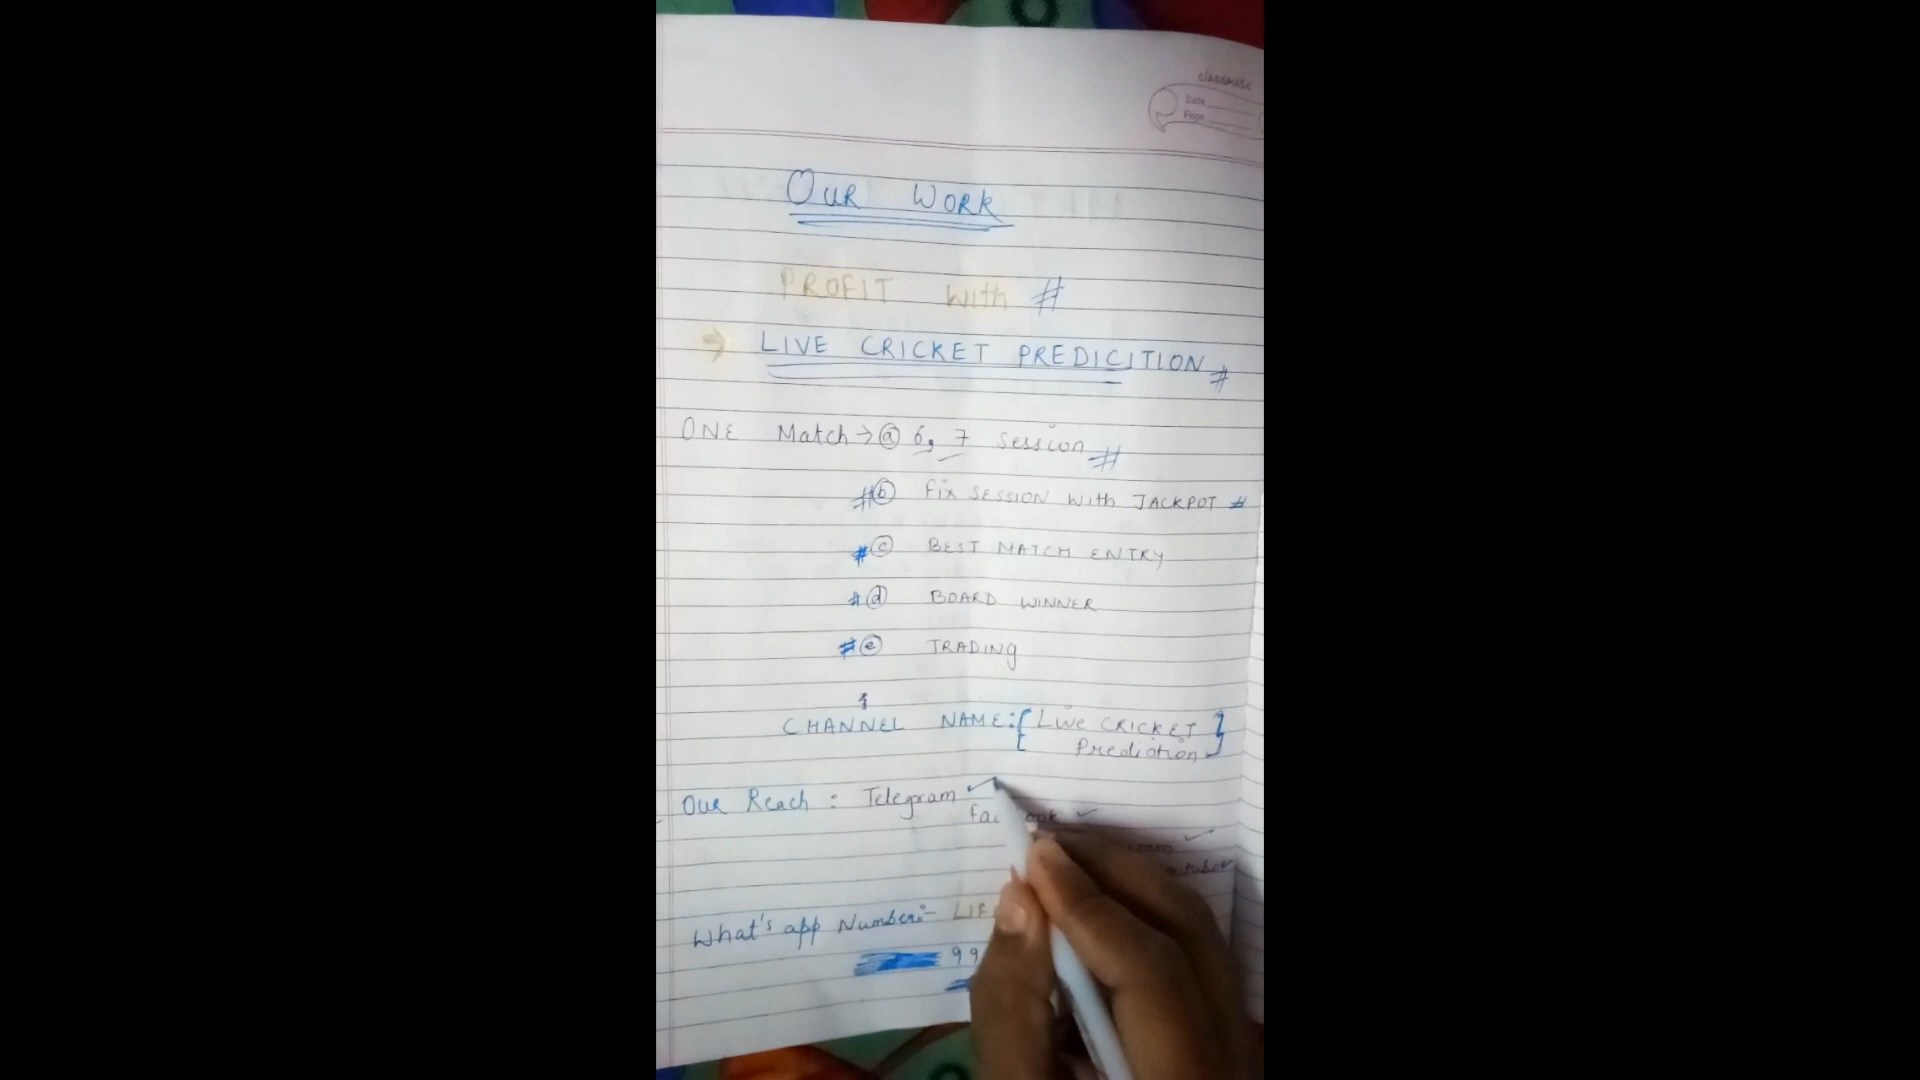 classmate
Date
Page
OUR WORK
PROFIT with #
⇒ LIVE CRICKET PREDICITION #
ONE Match → ⓐ 6, 7 Session #
# ⓑ Fix SESSION With JACKPOT #
# ⓒ BEST MATCH ENTRY
# ⓓ BOARD WINNER
# ⓔ TRADINg
CHANNEL NAME: { Live CRICKET
Prediction }
OUR Reach : Telegram ✓
✓
✓
What's app Number:-